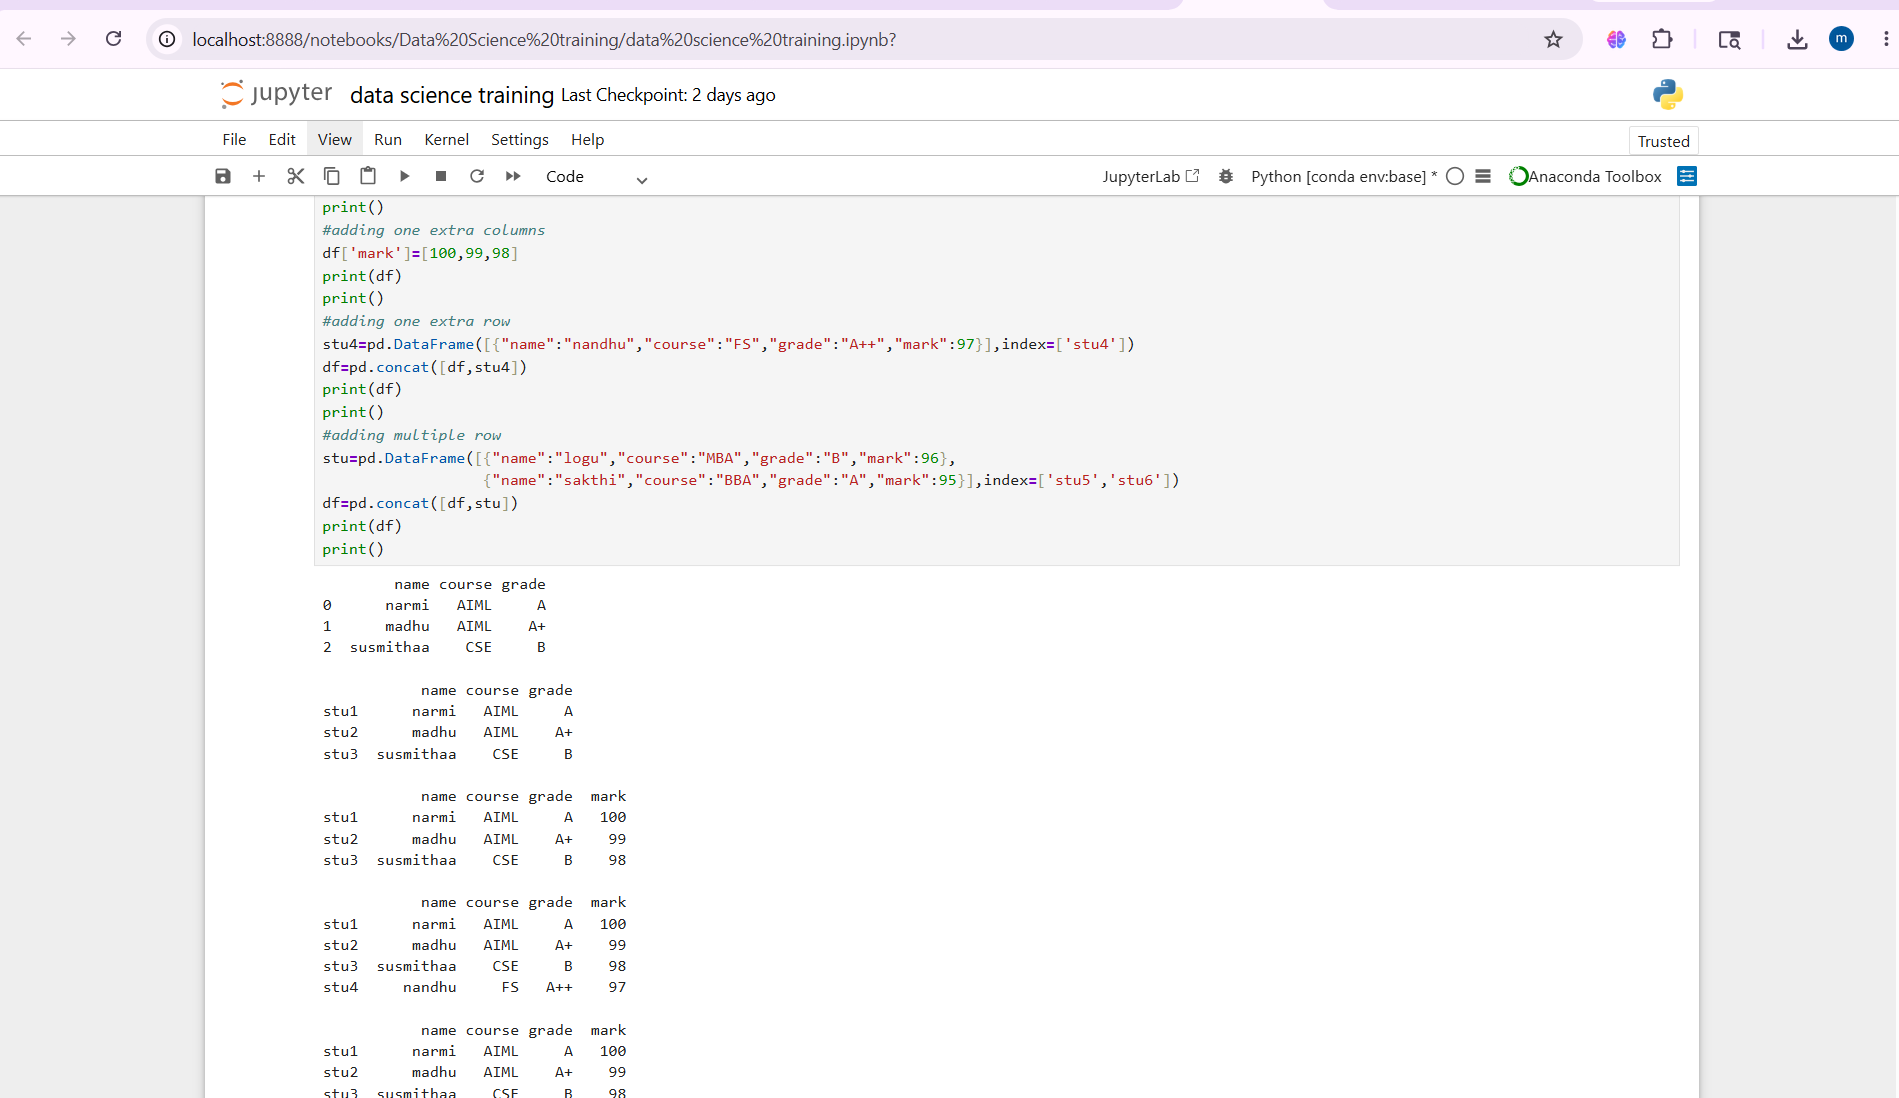 localhost:8888/notebooks/Data%20Science%20training/data%20science%20training.ipynb?
m
jupyter data science training Last Checkpoint: 2 days ago
File Edit View Run Kernel Settings Help
Trusted
Code
JupyterLab Python [conda env:base] * Anaconda Toolbox
print()
#adding one extra columns
df['mark']=[100,99,98]
print(df)
print()
#adding one extra row
stu4=pd.DataFrame([{"name":"nandhu","course":"FS","grade":"A++","mark":97}],index=['stu4'])
df=pd.concat([df,stu4])
print(df)
print()
#adding multiple row
stu=pd.DataFrame([{"name":"logu","course":"MBA","grade":"B","mark":96},
{"name":"sakthi","course":"BBA","grade":"A","mark":95}],index=['stu5','stu6'])
df=pd.concat([df,stu])
print(df)
print()
name course grade
0 narmi AIML A
1 madhu AIML A+
2 susmithaa CSE B
name course grade
stu1 narmi AIML A
stu2 madhu AIML A+
stu3 susmithaa CSE B
name course grade mark
stu1 narmi AIML A 100
stu2 madhu AIML A+ 99
stu3 susmithaa CSE B 98
name course grade mark
stu1 narmi AIML A 100
stu2 madhu AIML A+ 99
stu3 susmithaa CSE B 98
stu4 nandhu FS A++ 97
name course grade mark
stu1 narmi AIML A 100
stu2 madhu AIML A+ 99
stu3 susmithaa CSE B 98